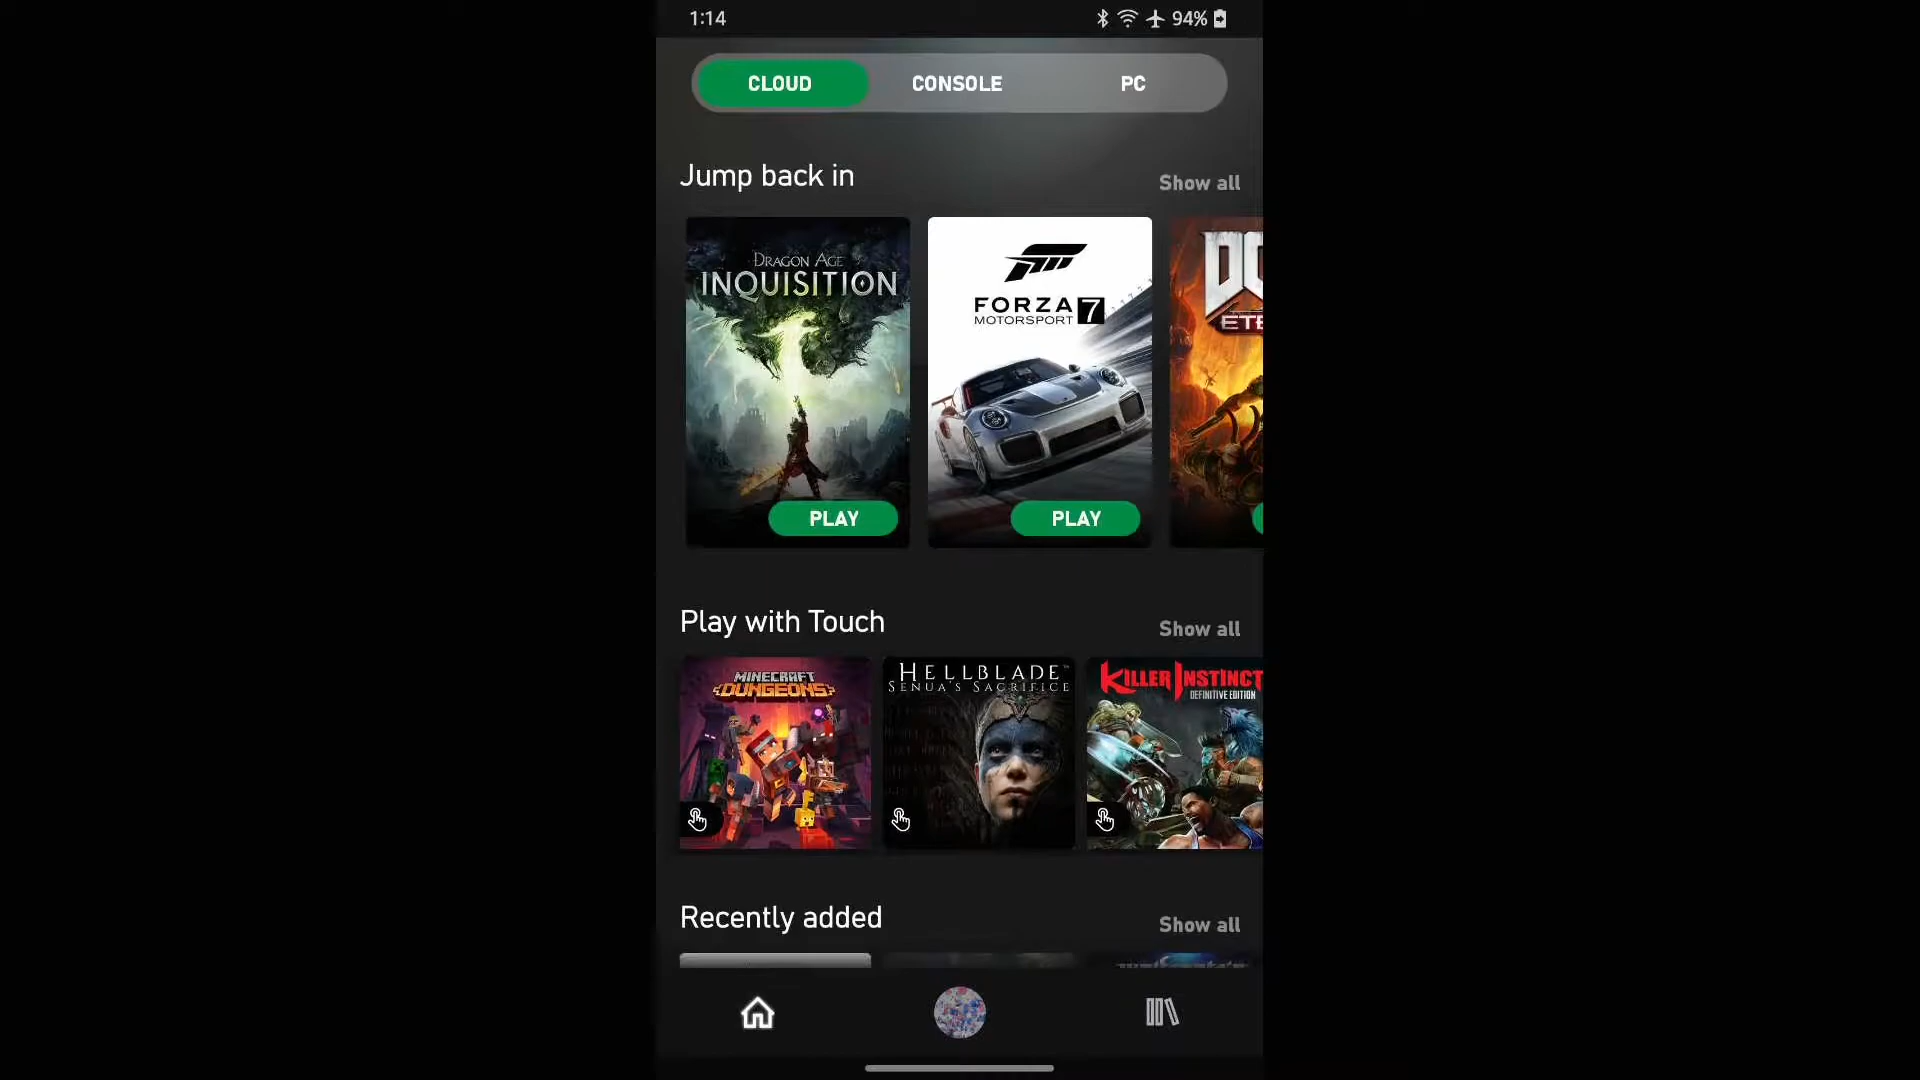 1:14
94%
CLOUD
CONSOLE
PC
Jump back in
Show all
DRAGON AGE
INQUISITION
PLAY
FORZA 7
MOTORSPORT
PLAY
Play with Touch
Show all
MINECRAFT
DUNGEONS
HELLBLADE™
SENUA'S SACRIFICE
KILLER INSTINCT
DEFINITIVE EDITION
Recently added
Show all